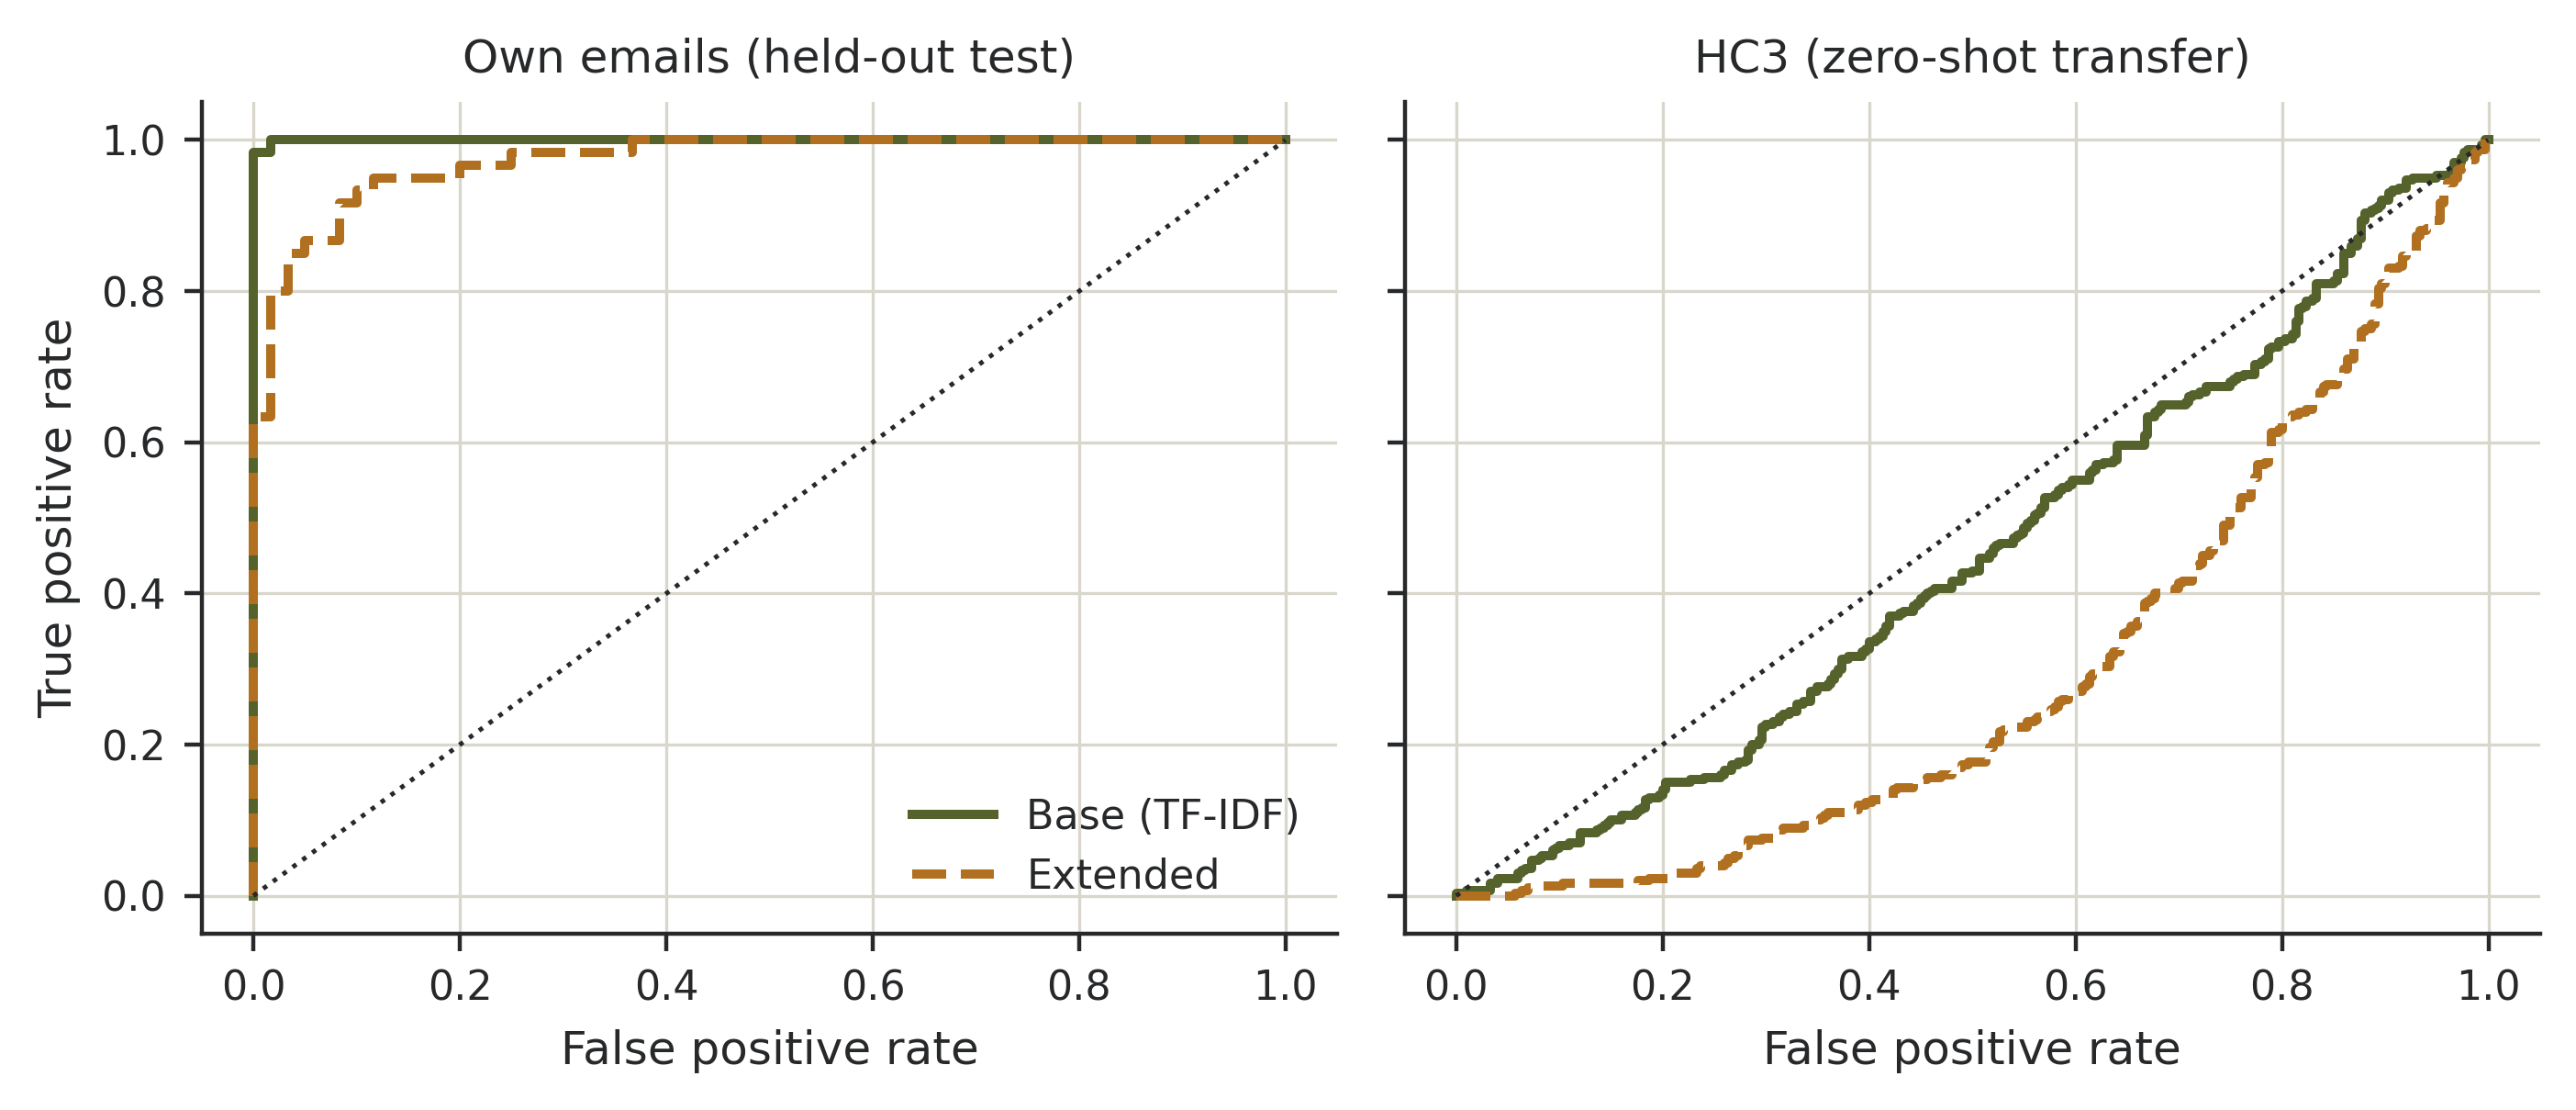 Own emails (held-out test)
HC3 (zero-shot transfer)
True positive rate
1.0
0.8
0.6
0.4
0.2
0.0
Base (TF-IDF)
Extended
0.0 0.2 0.4 0.6 0.8 1.0
0.0 0.2 0.4 0.6 0.8 1.0
False positive rate
False positive rate